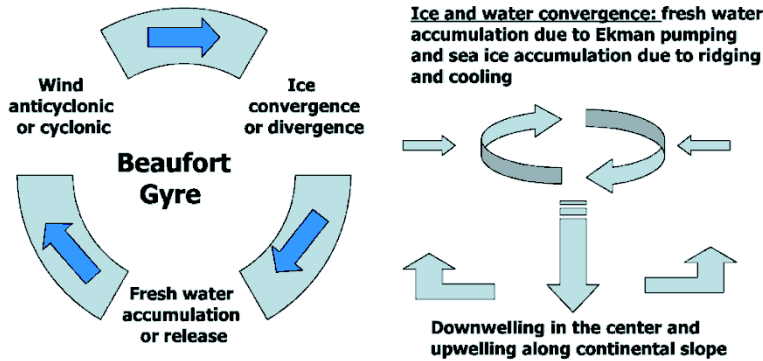 Wind
anticyclonic
or cyclonic
Ice
convergence
or divergence
Beaufort
Gyre
Fresh water
accumulation
or release
Ice and water convergence: fresh water
accumulation due to Ekman pumping
and sea ice accumulation due to ridging
and cooling
Downwelling in the center and
upwelling along continental slope